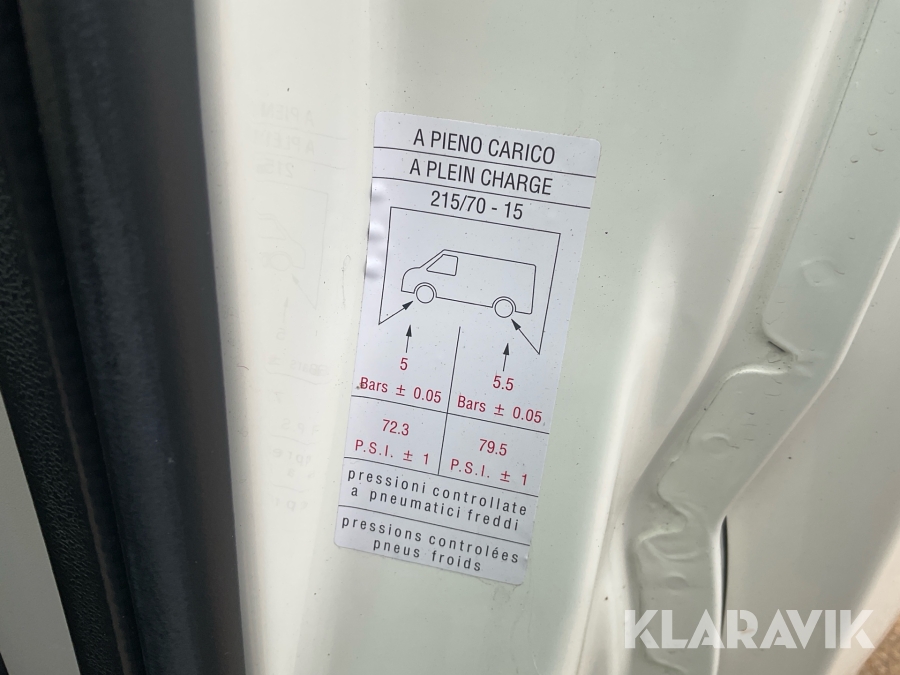 A PIENO CARICO
A PLEIN CHARGE
215/70 - 15
5
Bars ± 0.05
5.5
Bars ± 0.05
72.3
P.S.I. ± 1
79.5
P.S.I. ± 1
pressioni controllate
a pneumatici freddi
pressions controlées
pneus froids
KLARAVIK